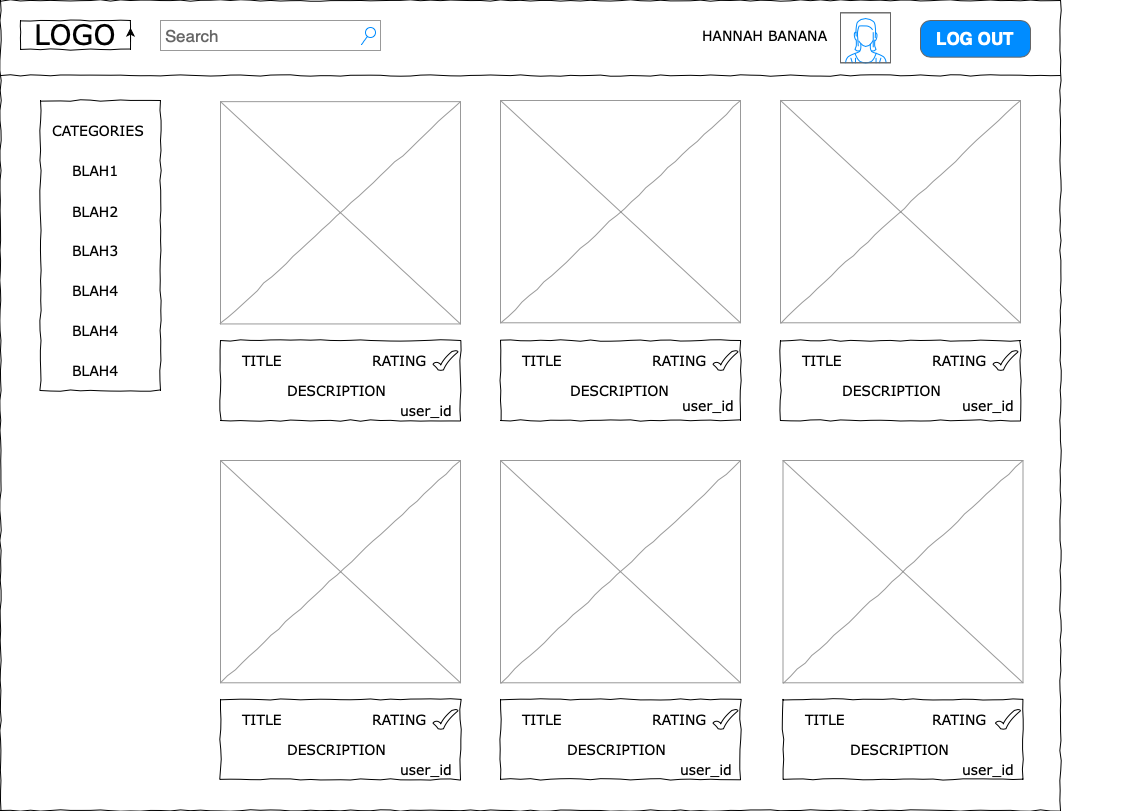 LOGO
Search
HANNAH BANANA
LOG OUT
CATEGORIES
BLAH1
BLAH2
BLAH3
BLAH4
BLAH4
BLAH4
TITLE RATING
DESCRIPTION
user_id
TITLE RATING
DESCRIPTION
user_id
TITLE RATING
DESCRIPTION
user_id
TITLE RATING
DESCRIPTION
user_id
TITLE RATING
DESCRIPTION
user_id
TITLE RATING
DESCRIPTION
user_id